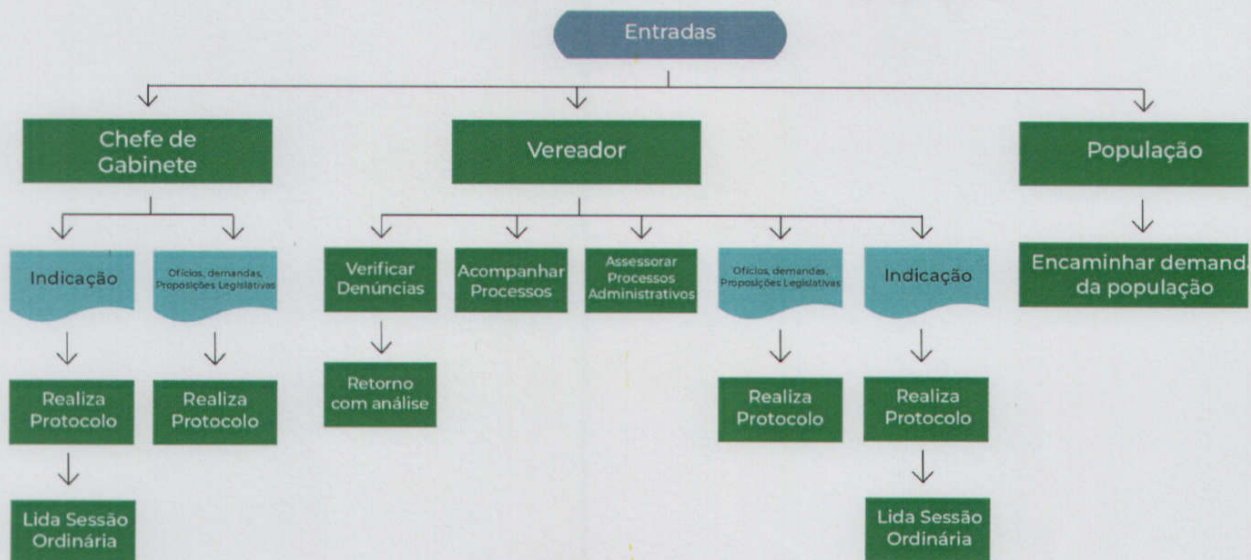 Entradas
Chefe de
Gabinete
Vereador
População
Indicação
Ofícios, demandas,
Proposições Legislativas
Verificar
Denúncias
Acompanhar
Processos
Assessorar
Processos
Administrativos
Ofícios, demandas,
Proposições Legislativas
Indicação
Encaminhar demanda
da população
Realiza
Protocolo
Realiza
Protocolo
Retorno
com análise
Realiza
Protocolo
Realiza
Protocolo
Lida Sessão
Ordinária
Lida Sessão
Ordinária